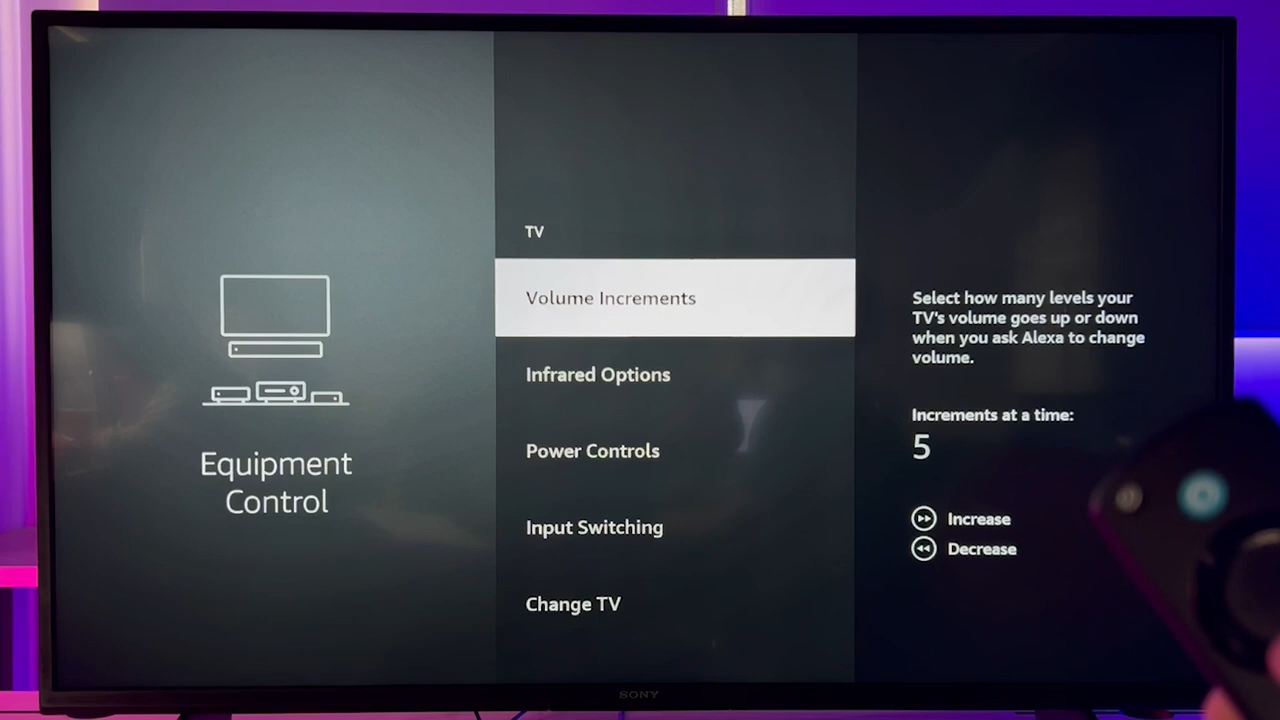 Equipment
Control
TV
Volume Increments
Infrared Options
Power Controls
Input Switching
Change TV
Select how many levels your
TV's volume goes up or down
when you ask Alexa to change
volume.
Increments at a time:
5
Increase
Decrease
SONY